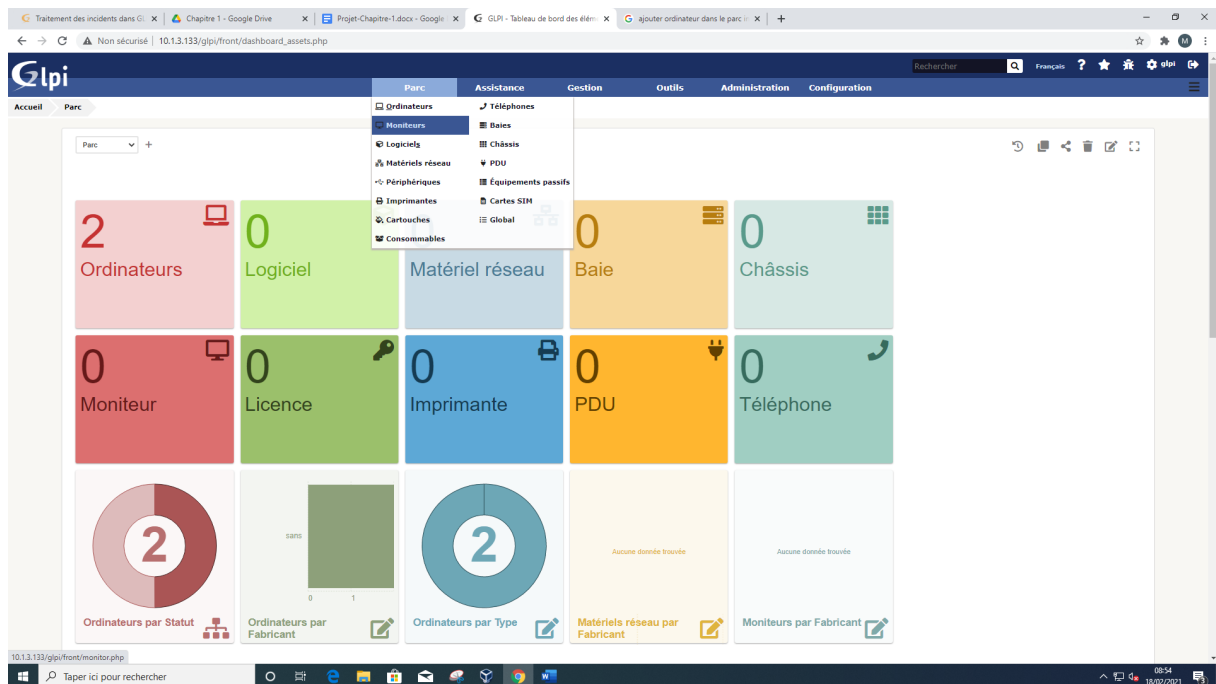 Traitement des incidents dans GL
Chapitre 1 - Google Drive
Projet-Chapitre-1.docx - Google
GLPI - Tableau de bord des éléme
ajouter ordinateur dans le parc i
Non sécurisé | 10.1.3.133/glpi/front/dashboard_assets.php
M
Glpi
Rechercher
Français
?
glpi
Parc Assistance Gestion Outils Administration Configuration
Accueil Parc
Ordinateurs Téléphones
Moniteurs Baies
Logiciels Châssis
Matériels réseau PDU
Périphériques Équipements passifs
Imprimantes Cartes SIM
Cartouches Global
Consommables
Parc +
2 0 0 0
Ordinateurs Logiciel Matériel réseau Baie Châssis
0 0 0 0 0
Moniteur Licence Imprimante PDU Téléphone
2
sans
0 1
2
Aucune donnée trouvée
Aucune donnée trouvée
Ordinateurs par Statut
Ordinateurs par
Fabricant
Ordinateurs par Type
Matériels réseau par
Fabricant
Moniteurs par Fabricant
10.1.3.133/glpi/front/monitor.php
Taper ici pour rechercher
08:54
18/02/2021
3